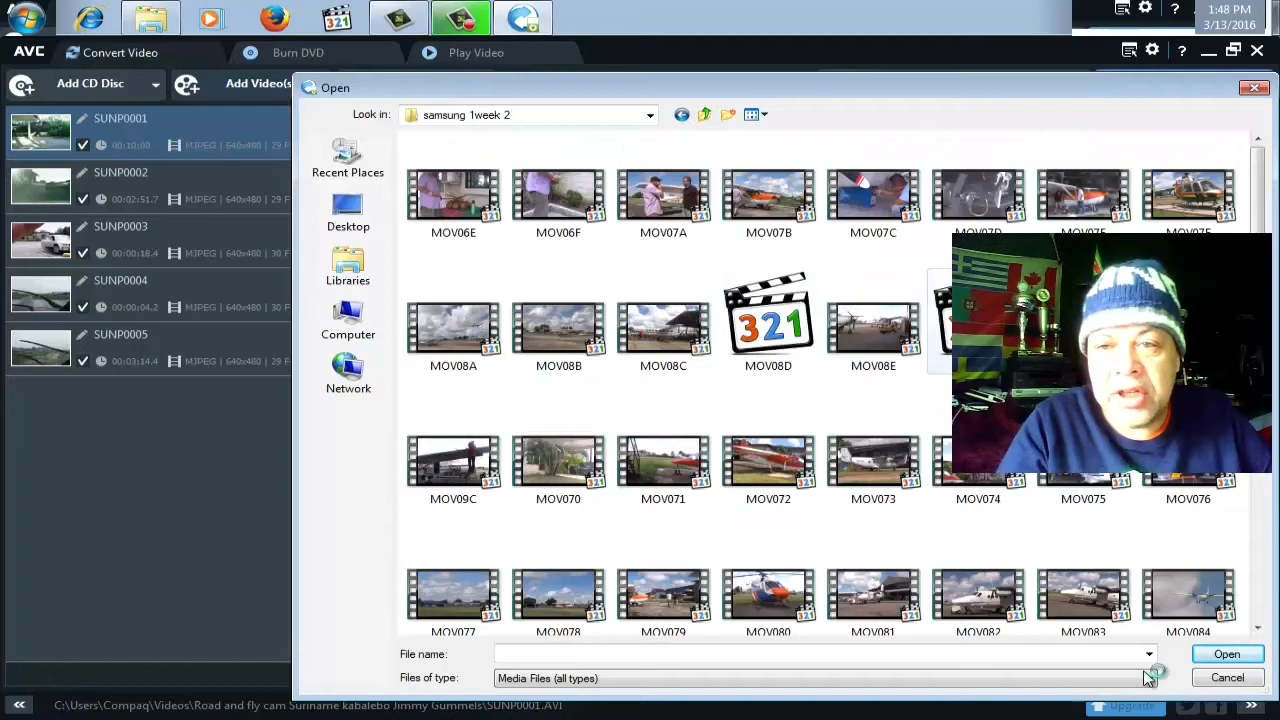 1:48 PM
3/13/2016
AVC
Convert Video
Burn DVD
Play Video
Add CD Disc
Add Video(s
Open
Look in:
samsung 1week 2
SUNP0001
00:10:00
MJPEG | 640x480 | 29 F
SUNP0002
00:02:51.7
MJPEG | 640x480 | 29 F
SUNP0003
00:00:18.4
MJPEG | 640x480 | 30 F
SUNP0004
00:00:04.2
MJPEG | 640x480 | 30 F
SUNP0005
00:03:14.4
MJPEG | 640x480 | 29 F
Recent Places
Desktop
Libraries
Computer
Network
MOV06E
MOV06F
MOV07A
MOV07B
MOV07C
MOV07D
MOV07E
MOV07F
MOV08A
MOV08B
MOV08C
MOV08D
MOV08E
MOV09C
MOV070
MOV071
MOV072
MOV073
MOV074
MOV075
MOV076
MOV077
MOV078
MOV079
MOV080
MOV081
MOV082
MOV083
MOV084
File name:
Open
Files of type:
Media Files (all types)
Cancel
C:\Users\Compaq\Videos\Road and fly cam Suriname kabalebo Jimmy Gummels\SUNP0001.AVI
Upgrade